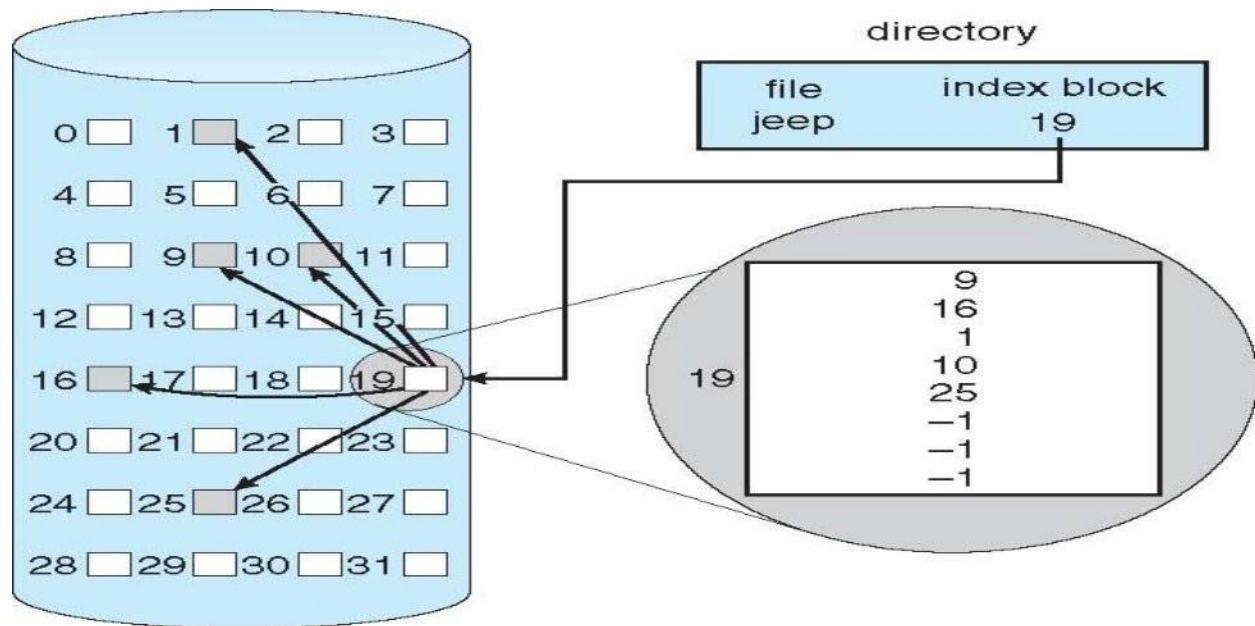 directory
file index block
jeep 19
0 1 2 3
4 5 6 7
8 9 10 11
12 13 14 15
16 17 18 19
20 21 22 23
24 25 26 27
28 29 30 31
19
9
16
1
10
25
–1
–1
–1